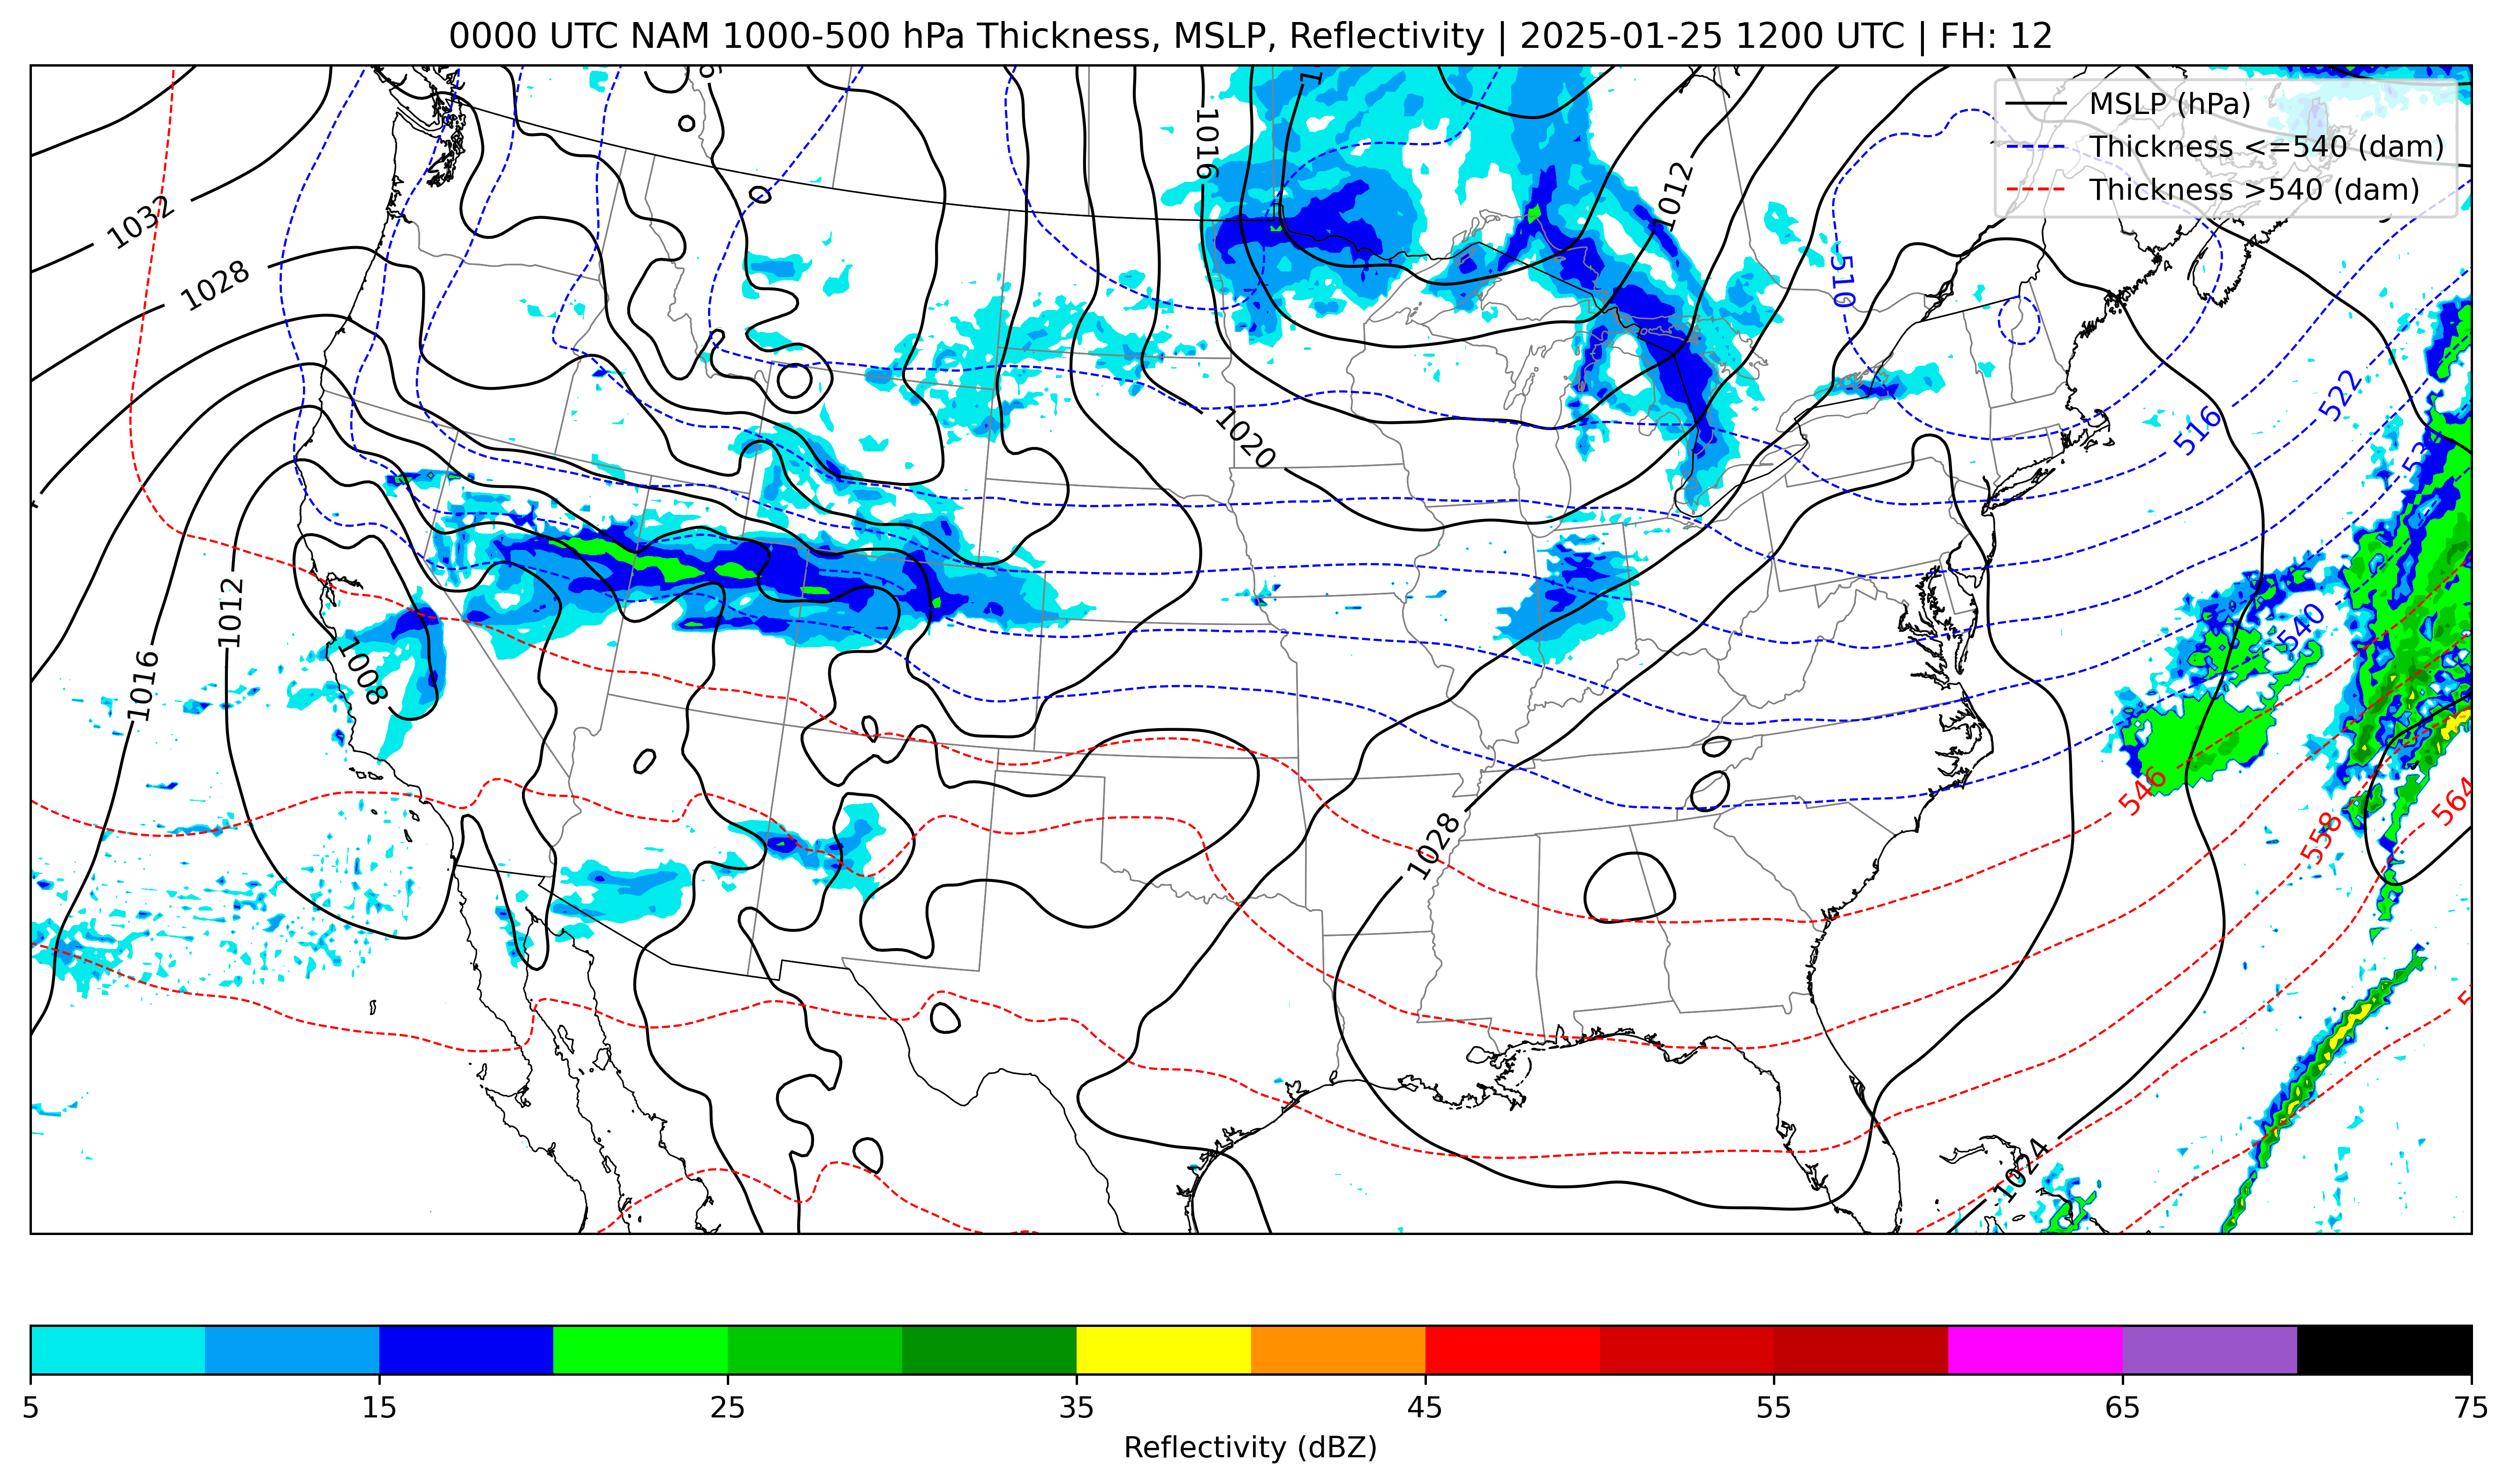 0000 UTC NAM 1000-500 hPa Thickness, MSLP, Reflectivity | 2025-01-25 1200 UTC | FH: 12
MSLP (hPa)
Thickness <=540 (dam)
Thickness >540 (dam)
1016
1012
1032
1028
510
522
516
1020
1012
540
1016
1008
546
564
558
1028
1024
5 15 25 35 45 55 65 75
Reflectivity (dBZ)